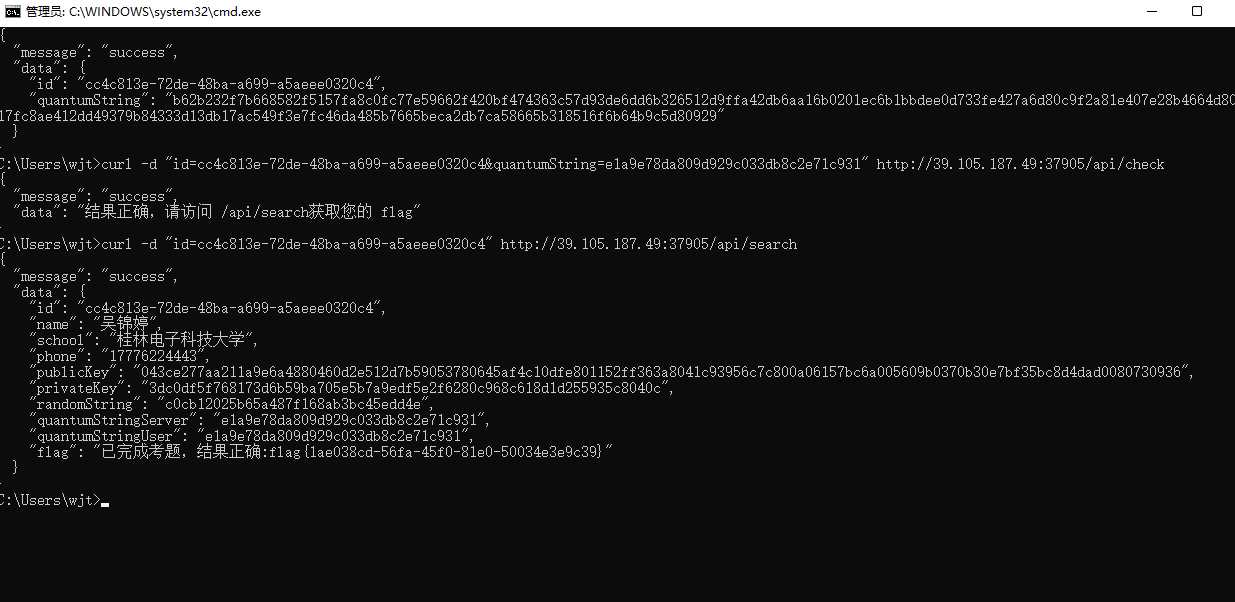 管理员: C:\WINDOWS\system32\cmd.exe
{
"message": "success",
"data": {
"id": "cc4c813e-72de-48ba-a699-a5aeee0320c4",
"quantumString": "b62b232f7b668582f5157fa8c0fc77e59662f420bf474363c57d93de6dd6b326512d9ffa42db6aa16b0201ec6b1bbdee0d733fe427a6d80c9f2a81e407e28b4664d80
17fc8ae412dd49379b84333d13db17ac549f3e7fc46da485b7665beca2db7ca58665b318516f6b64b9c5d80929"
}
C:\Users\wjt>curl -d "id=cc4c813e-72de-48ba-a699-a5aeee0320c4&quantumString=e1a9e78da809d929c033db8c2e71c931" http://39.105.187.49:37905/api/check
{
"message": "success",
"data": "结果正确，请访问 /api/search获取您的 flag"
C:\Users\wjt>curl -d "id=cc4c813e-72de-48ba-a699-a5aeee0320c4" http://39.105.187.49:37905/api/search
{
"message": "success",
"data": {
"id": "cc4c813e-72de-48ba-a699-a5aeee0320c4",
"name": "吴锦婷",
"school": "桂林电子科技大学",
"phone": "17776224443",
"publicKey": "043ce277aa211a9e6a4880460d2e512d7b59053780645af4c10dfe801152ff363a8041c93956c7c800a06157bc6a005609b0370b30e7bf35bc8d4dad0080730936",
"privateKey": "3dc0df5f768173d6b59ba705e5b7a9edf5e2f6280c968c618d1d255935c8040c",
"randomString": "c0cb12025b65a487f168ab3bc45edd4e",
"quantumStringServer": "e1a9e78da809d929c033db8c2e71c931",
"quantumStringUser": "e1a9e78da809d929c033db8c2e71c931",
"flag": "已完成考题，结果正确:flag{1ae038cd-56fa-45f0-81e0-50034e3e9c39}"
}
C:\Users\wjt>